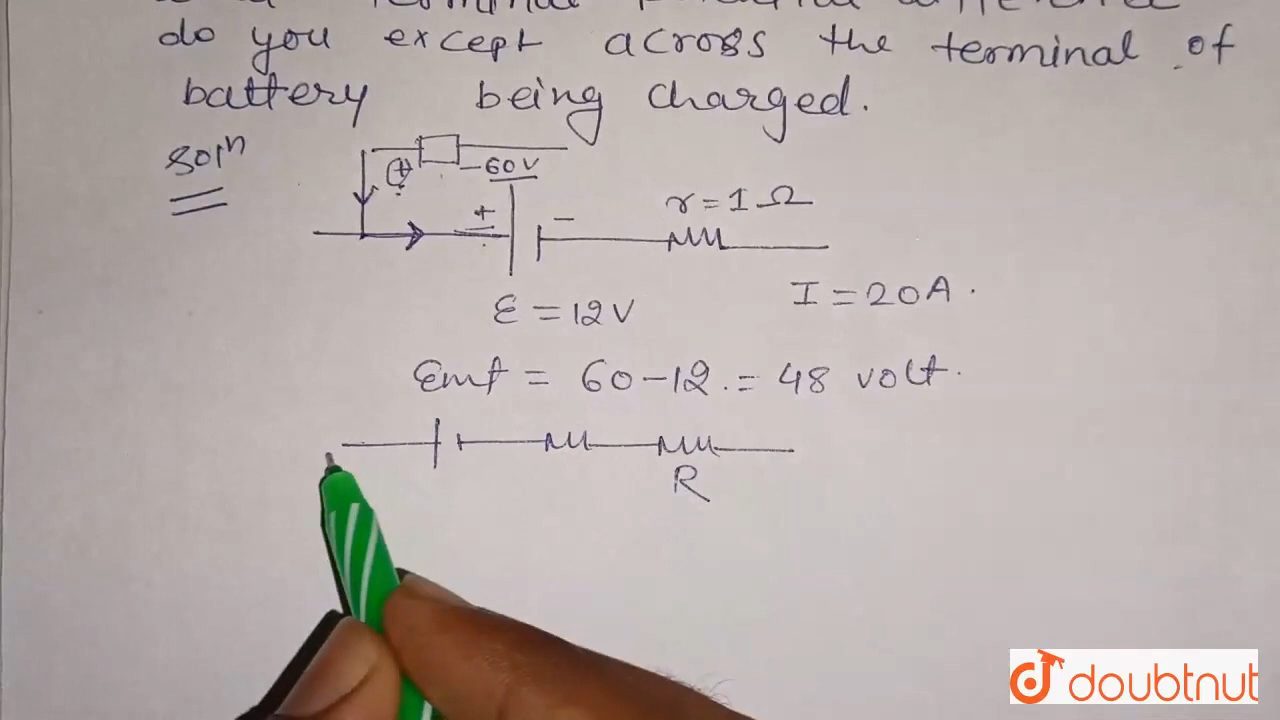 terminal
do you except across the terminal of
battery being charged.
Solⁿ
+ - 60V
+ -
r = 1 Ω
I = 20A.
ε = 12V
Emf = 60 - 12. = 48 volt.
R
doubtnut